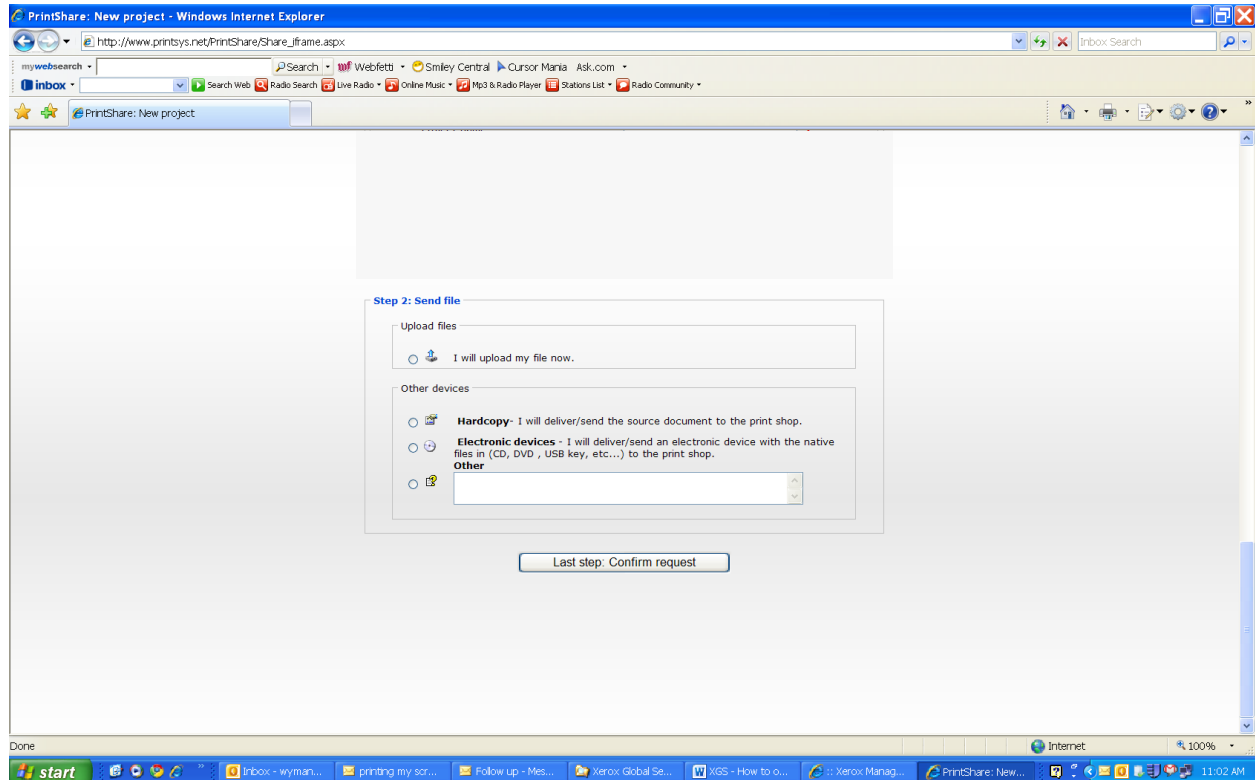 PrintShare: New project - Windows Internet Explorer
http://www.printsys.net/PrintShare/Share_iframe.aspx
Inbox Search
mywebsearch
Search
Webfetti
Smiley Central
Cursor Mania
Ask.com
inbox
Search Web
Radio Search
Live Radio
Online Music
Mp3 & Radio Player
Stations List
Radio Community
PrintShare: New project
Step 2: Send file
Upload files
I will upload my file now.
Other devices
Hardcopy- I will deliver/send the source document to the print shop.
Electronic devices - I will deliver/send an electronic device with the native
files in (CD, DVD , USB key, etc...) to the print shop.
Other
Last step: Confirm request
Done
Internet
100%
start
Inbox - wyman...
printing my scr...
Follow up - Mes...
Xerox Global Se...
XGS - How to o...
:: Xerox Manag...
PrintShare: New...
11:02 AM